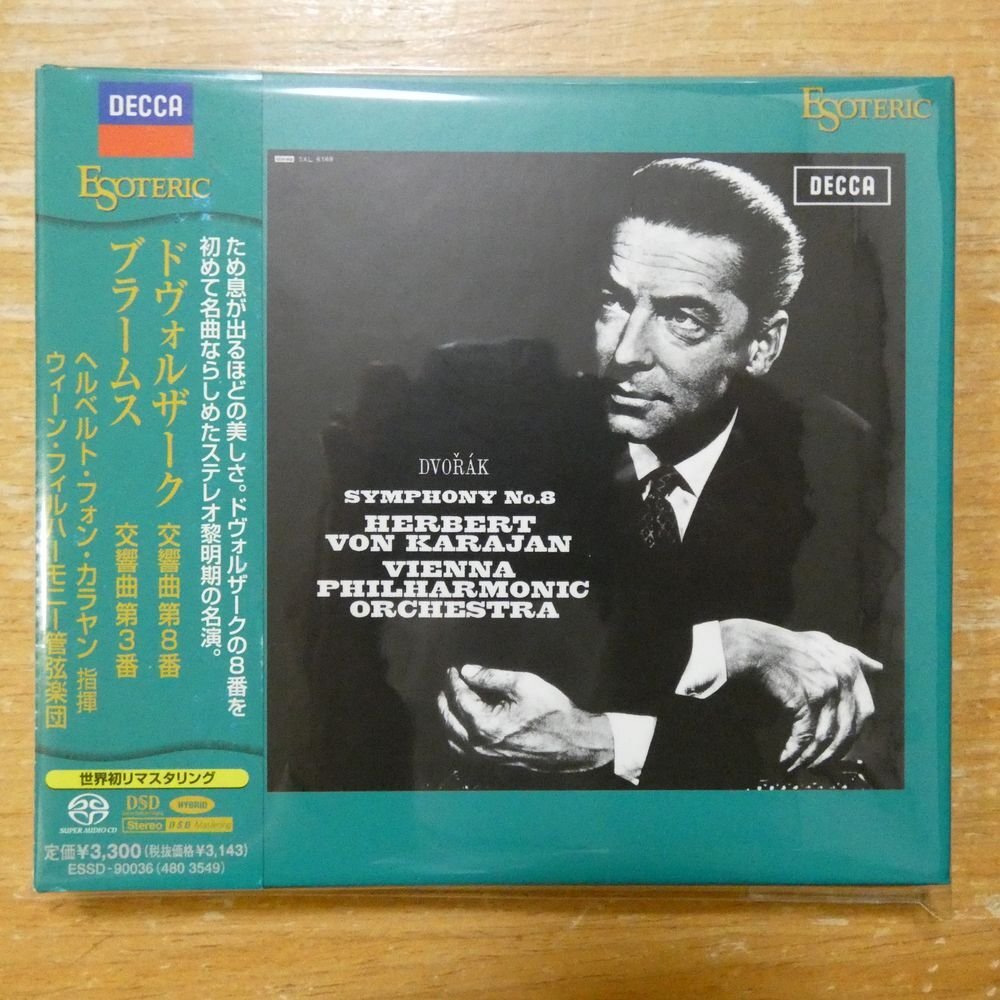 DECCA
ESOTERIC
ため息が出るほどの美しさ。ドヴォルザークの8番を
初めて名曲ならしめたステレオ黎明期の名演。
ドヴォルザーク 交響曲 第8番
ブラームス 交響曲 第3番
ヘルベルト・フォン・カラヤン 指揮
ウィーン・フィルハーモニー管弦楽団
世界初リマスタリング
SUPER AUDIO CD
DSD
HYBRID
Stereo
DSD Mastering
定価¥3,300(税抜価格¥3,143)
ESSD-90036 (480 3549)
ESOTERIC
SXL 6169
DECCA
DVOŘÁK
SYMPHONY No.8
HERBERT
VON KARAJAN
VIENNA
PHILHARMONIC
ORCHESTRA